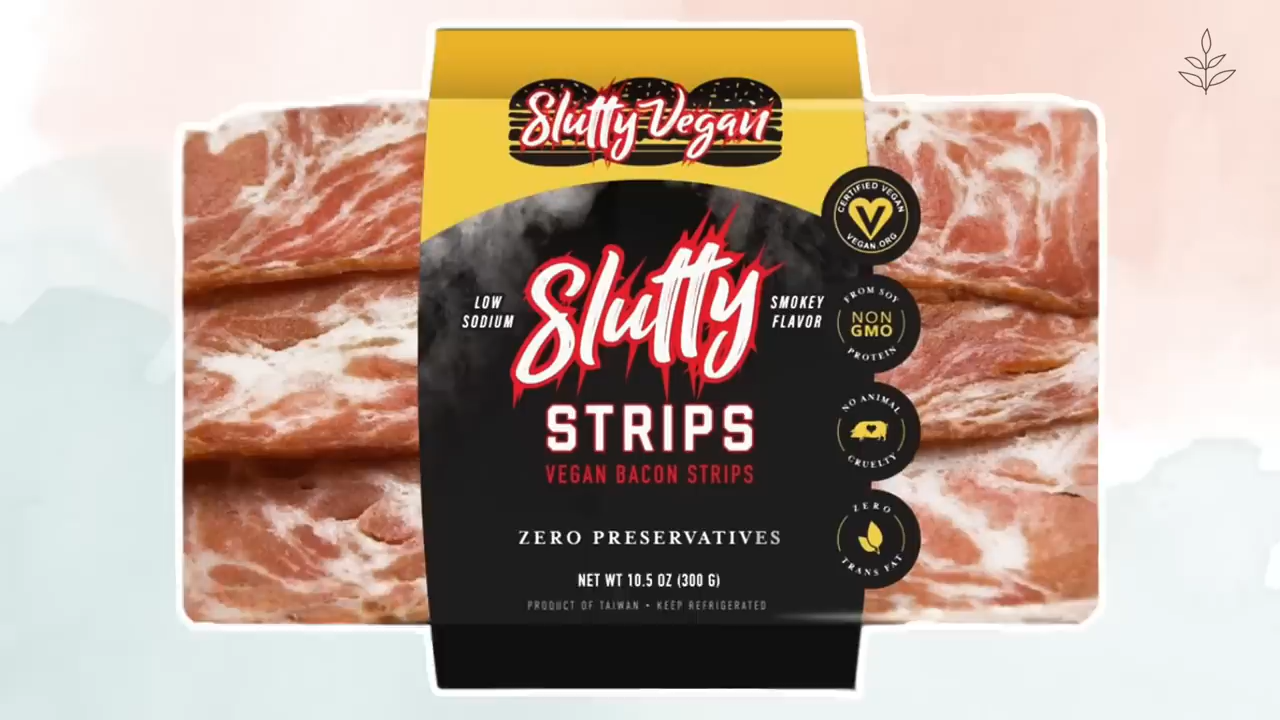 Slutty Vegan
LOW
SODIUM
Slutty
SMOKEY
FLAVOR
STRIPS
VEGAN BACON STRIPS
ZERO PRESERVATIVES
NET WT 10.5 OZ (300 G)
PRODUCT OF TAIWAN • KEEP REFRIGERATED
CERTIFIED VEGAN
V
VEGAN.ORG
FROM SOY
NON
GMO
PROTEIN
NO ANIMAL
CRUELTY
ZERO
TRANS FAT